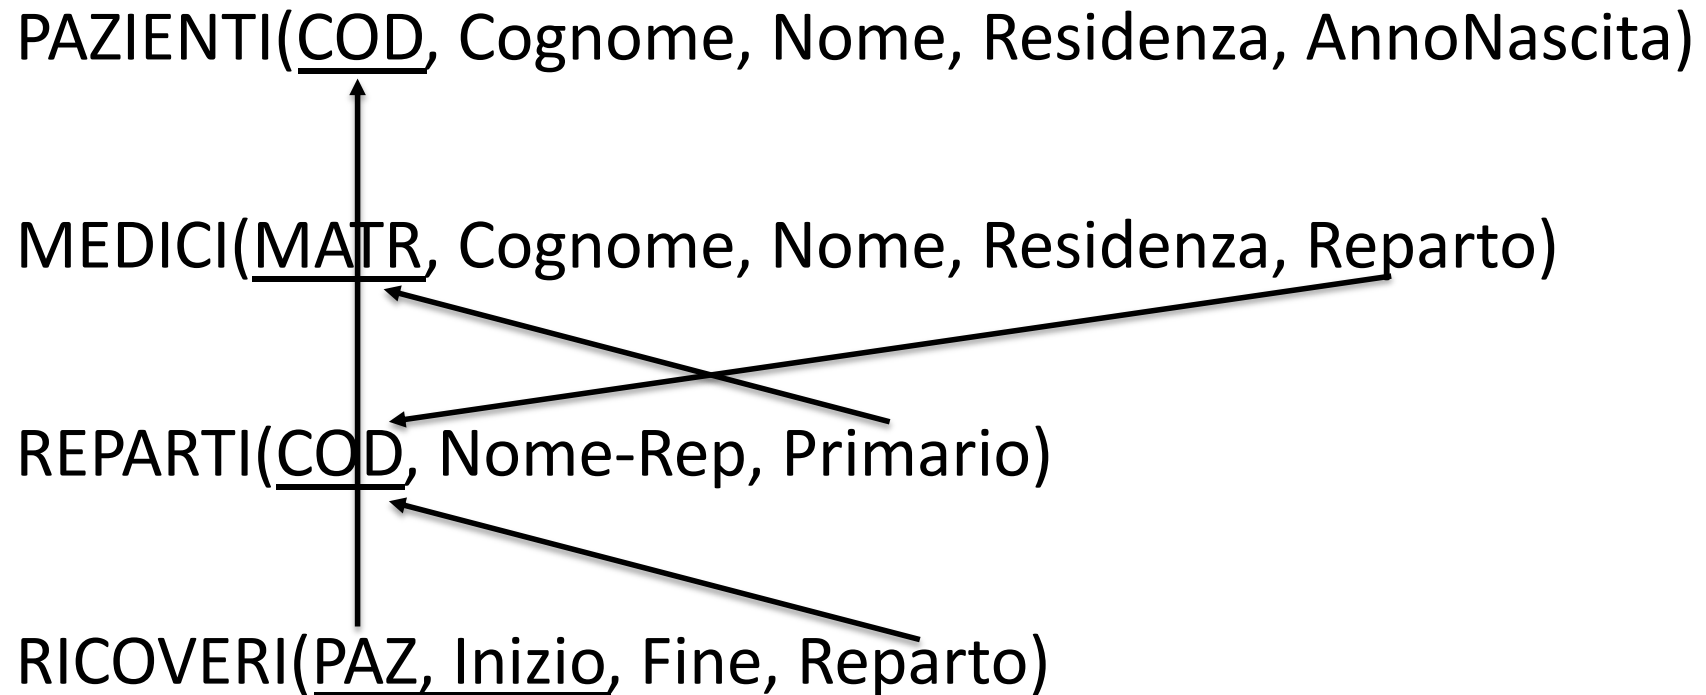 PAZIENTI(COD, Cognome, Nome, Residenza, AnnoNascita)
MEDICI(MATR, Cognome, Nome, Residenza, Reparto)
REPARTI(COD, Nome-Rep, Primario)
RICOVERI(PAZ, Inizio, Fine, Reparto)